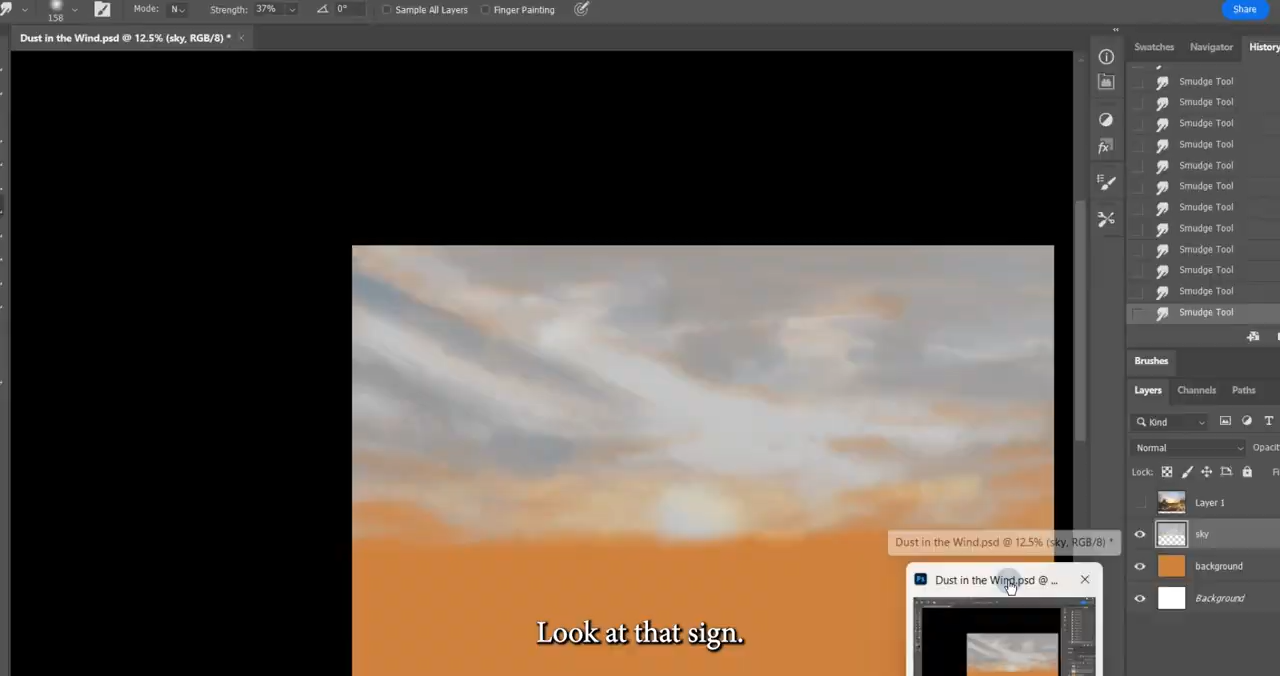 Mode: N
Strength: 37%
0°
Sample All Layers
Finger Painting
Share
158
Dust in the Wind.psd @ 12.5% (sky, RGB/8) *
Swatches
Navigator
History
Smudge Tool
Smudge Tool
Smudge Tool
Smudge Tool
Smudge Tool
Smudge Tool
Smudge Tool
Smudge Tool
Smudge Tool
Smudge Tool
Smudge Tool
Smudge Tool
Brushes
Layers
Channels
Paths
Kind
Normal
Opacit
Lock:
Fi
Layer 1
sky
background
Background
Dust in the Wind.psd @ 12.5% (sky, RGB/8) *
Ps
Dust in the Wind.psd @ ...
Look at that sign.